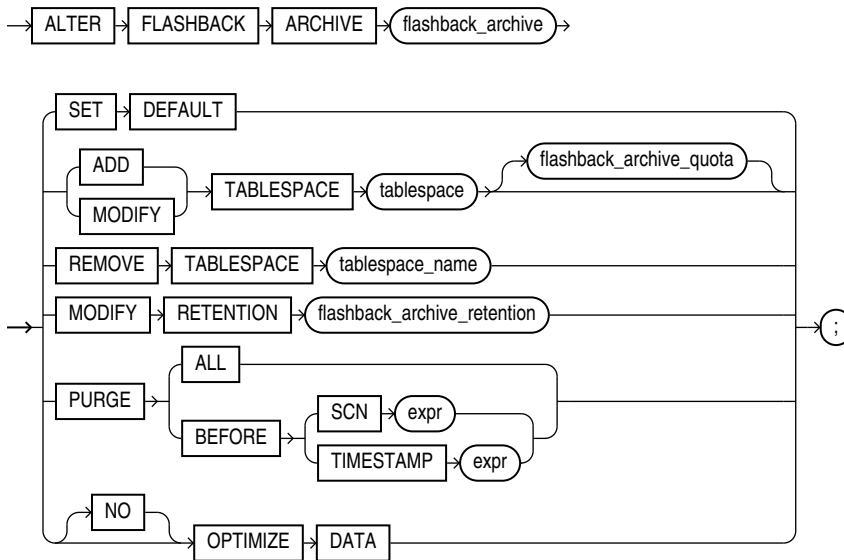 ALTER FLASHBACK ARCHIVE flashback_archive
SET DEFAULT
flashback_archive_quota
ADD
TABLESPACE tablespace
MODIFY
REMOVE TABLESPACE tablespace_name
MODIFY RETENTION flashback_archive_retention
;
ALL
PURGE
SCN expr
BEFORE
TIMESTAMP expr
NO
OPTIMIZE DATA